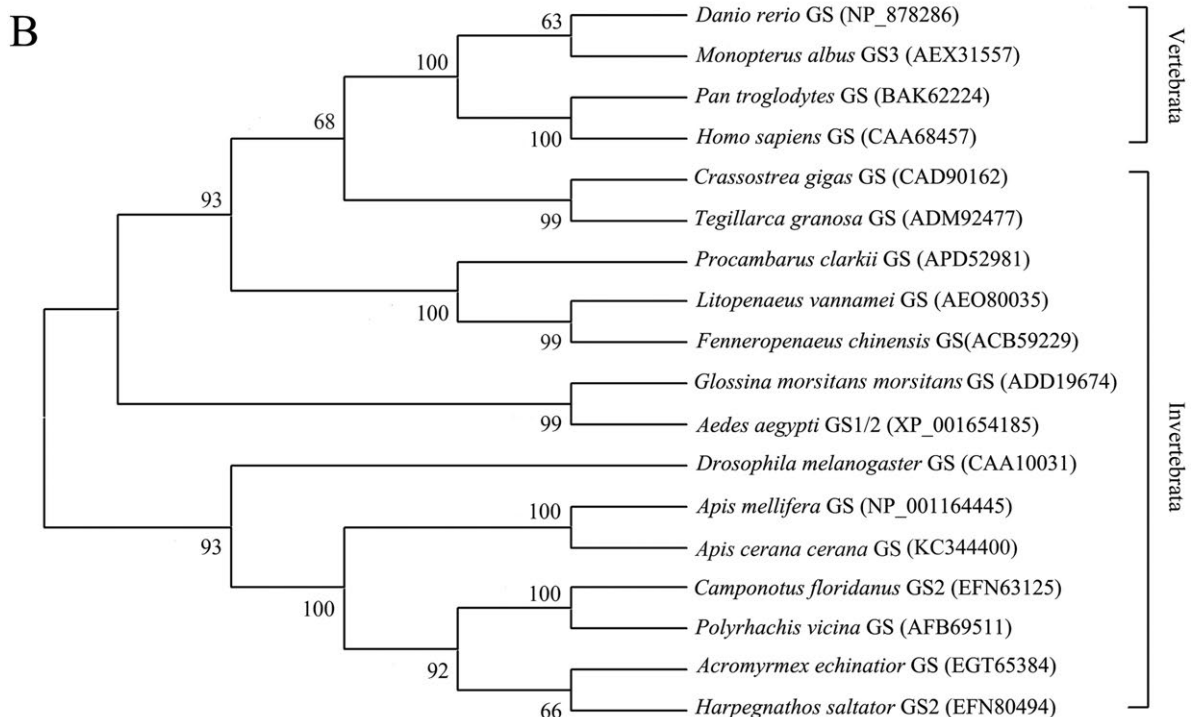 B
63
Danio rerio GS (NP_878286)
Monopterus albus GS3 (AEX31557)
100
Pan troglodytes GS (BAK62224)
100
Homo sapiens GS (CAA68457)
Vertebrata
68
Crassostrea gigas GS (CAD90162)
99
Tegillarca granosa GS (ADM92477)
93
Procambarus clarkii GS (APD52981)
100
Litopenaeus vannamei GS (AEO80035)
99
Fenneropenaeus chinensis GS(ACB59229)
Glossina morsitans morsitans GS (ADD19674)
99
Aedes aegypti GS1/2 (XP_001654185)
Invertebrata
Drosophila melanogaster GS (CAA10031)
93
100
Apis mellifera GS (NP_001164445)
Apis cerana cerana GS (KC344400)
100
100
Camponotus floridanus GS2 (EFN63125)
Polyrhachis vicina GS (AFB69511)
92
Acromyrmex echinatior GS (EGT65384)
66
Harpegnathos saltator GS2 (EFN80494)